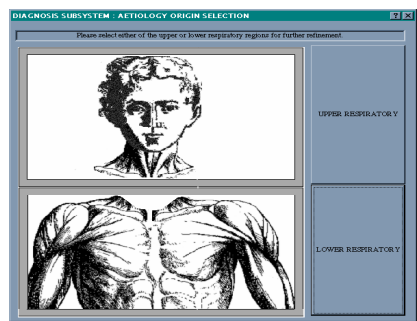 DIAGNOSIS SUBSYSTEM : AETIOLOGY ORIGIN SELECTION
Please select either of the upper or lower respiratory regions for further refinement.
UPPER RESPIRATORY
LOWER RESPIRATORY